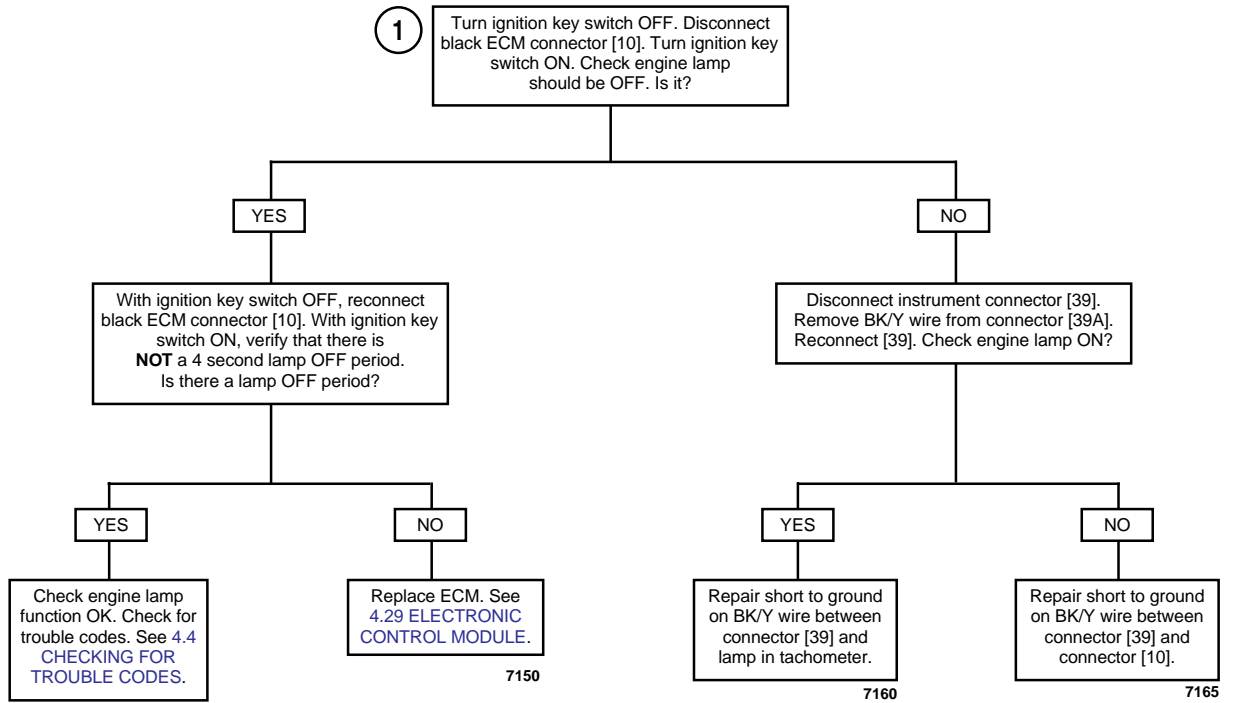 1
Turn ignition key switch OFF. Disconnect
black ECM connector [10]. Turn ignition key
switch ON. Check engine lamp
should be OFF. Is it?
YES
NO
With ignition key switch OFF, reconnect
black ECM connector [10]. With ignition key
switch ON, verify that there is
NOT a 4 second lamp OFF period.
Is there a lamp OFF period?
Disconnect instrument connector [39].
Remove BK/Y wire from connector [39A].
Reconnect [39]. Check engine lamp ON?
YES
NO
YES
NO
Check engine lamp
function OK. Check for
trouble codes. See 4.4
CHECKING FOR
TROUBLE CODES.
Replace ECM. See
4.29 ELECTRONIC
CONTROL MODULE.
7150
Repair short to ground
on BK/Y wire between
connector [39] and
lamp in tachometer.
7160
Repair short to ground
on BK/Y wire between
connector [39] and
connector [10].
7165